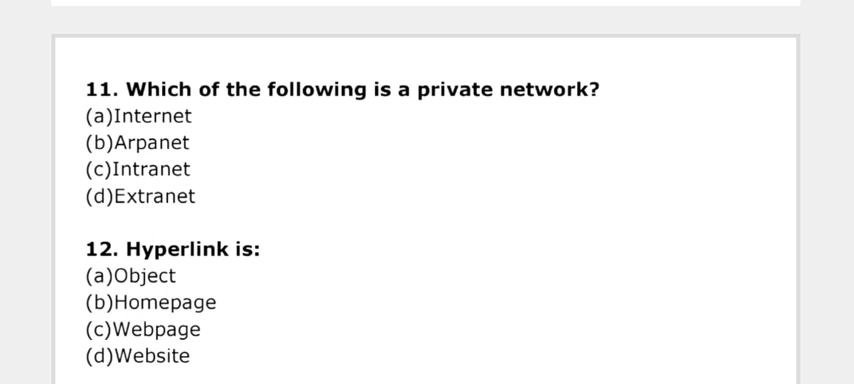 11. Which of the following is a private network?
(a)Internet
(b)Arpanet
(c)Intranet
(d)Extranet
12. Hyperlink is:
(a)Object
(b)Homepage
(c)Webpage
(d)Website